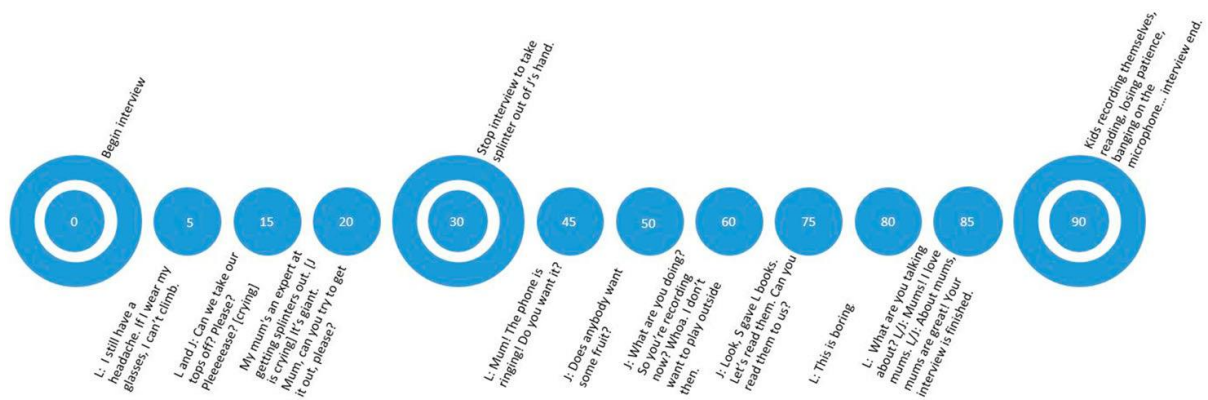 Begin interview
0
5
L: I still have a
headache. If I wear my
glasses, I can't climb.
15
L and J: Can we take our
tops off? Please?
Pleeeease? [crying]
20
My mum's an expert at
getting splinters out. [J
is crying] It's giant.
Mum, can you try to get
it out, please?
Stop interview to take
splinter out of J's hand.
30
45
L: Mum! The phone is
ringing! Do you want it?
50
J: Does anybody want
some fruit?
60
J: What are you doing?
So you're recording
now? Whoa. I don't
want to play outside
then.
75
J: Look, S gave L books.
Let's read them. Can you
read them to us?
80
L: This is boring
85
L: What are you talking
about? L/J: Mums! I love
mums. L/J: About mums,
mums are great! Your
interview is finished.
Kids recording themselves,
reading, losing patience,
banging on the
microphone... interview end.
90